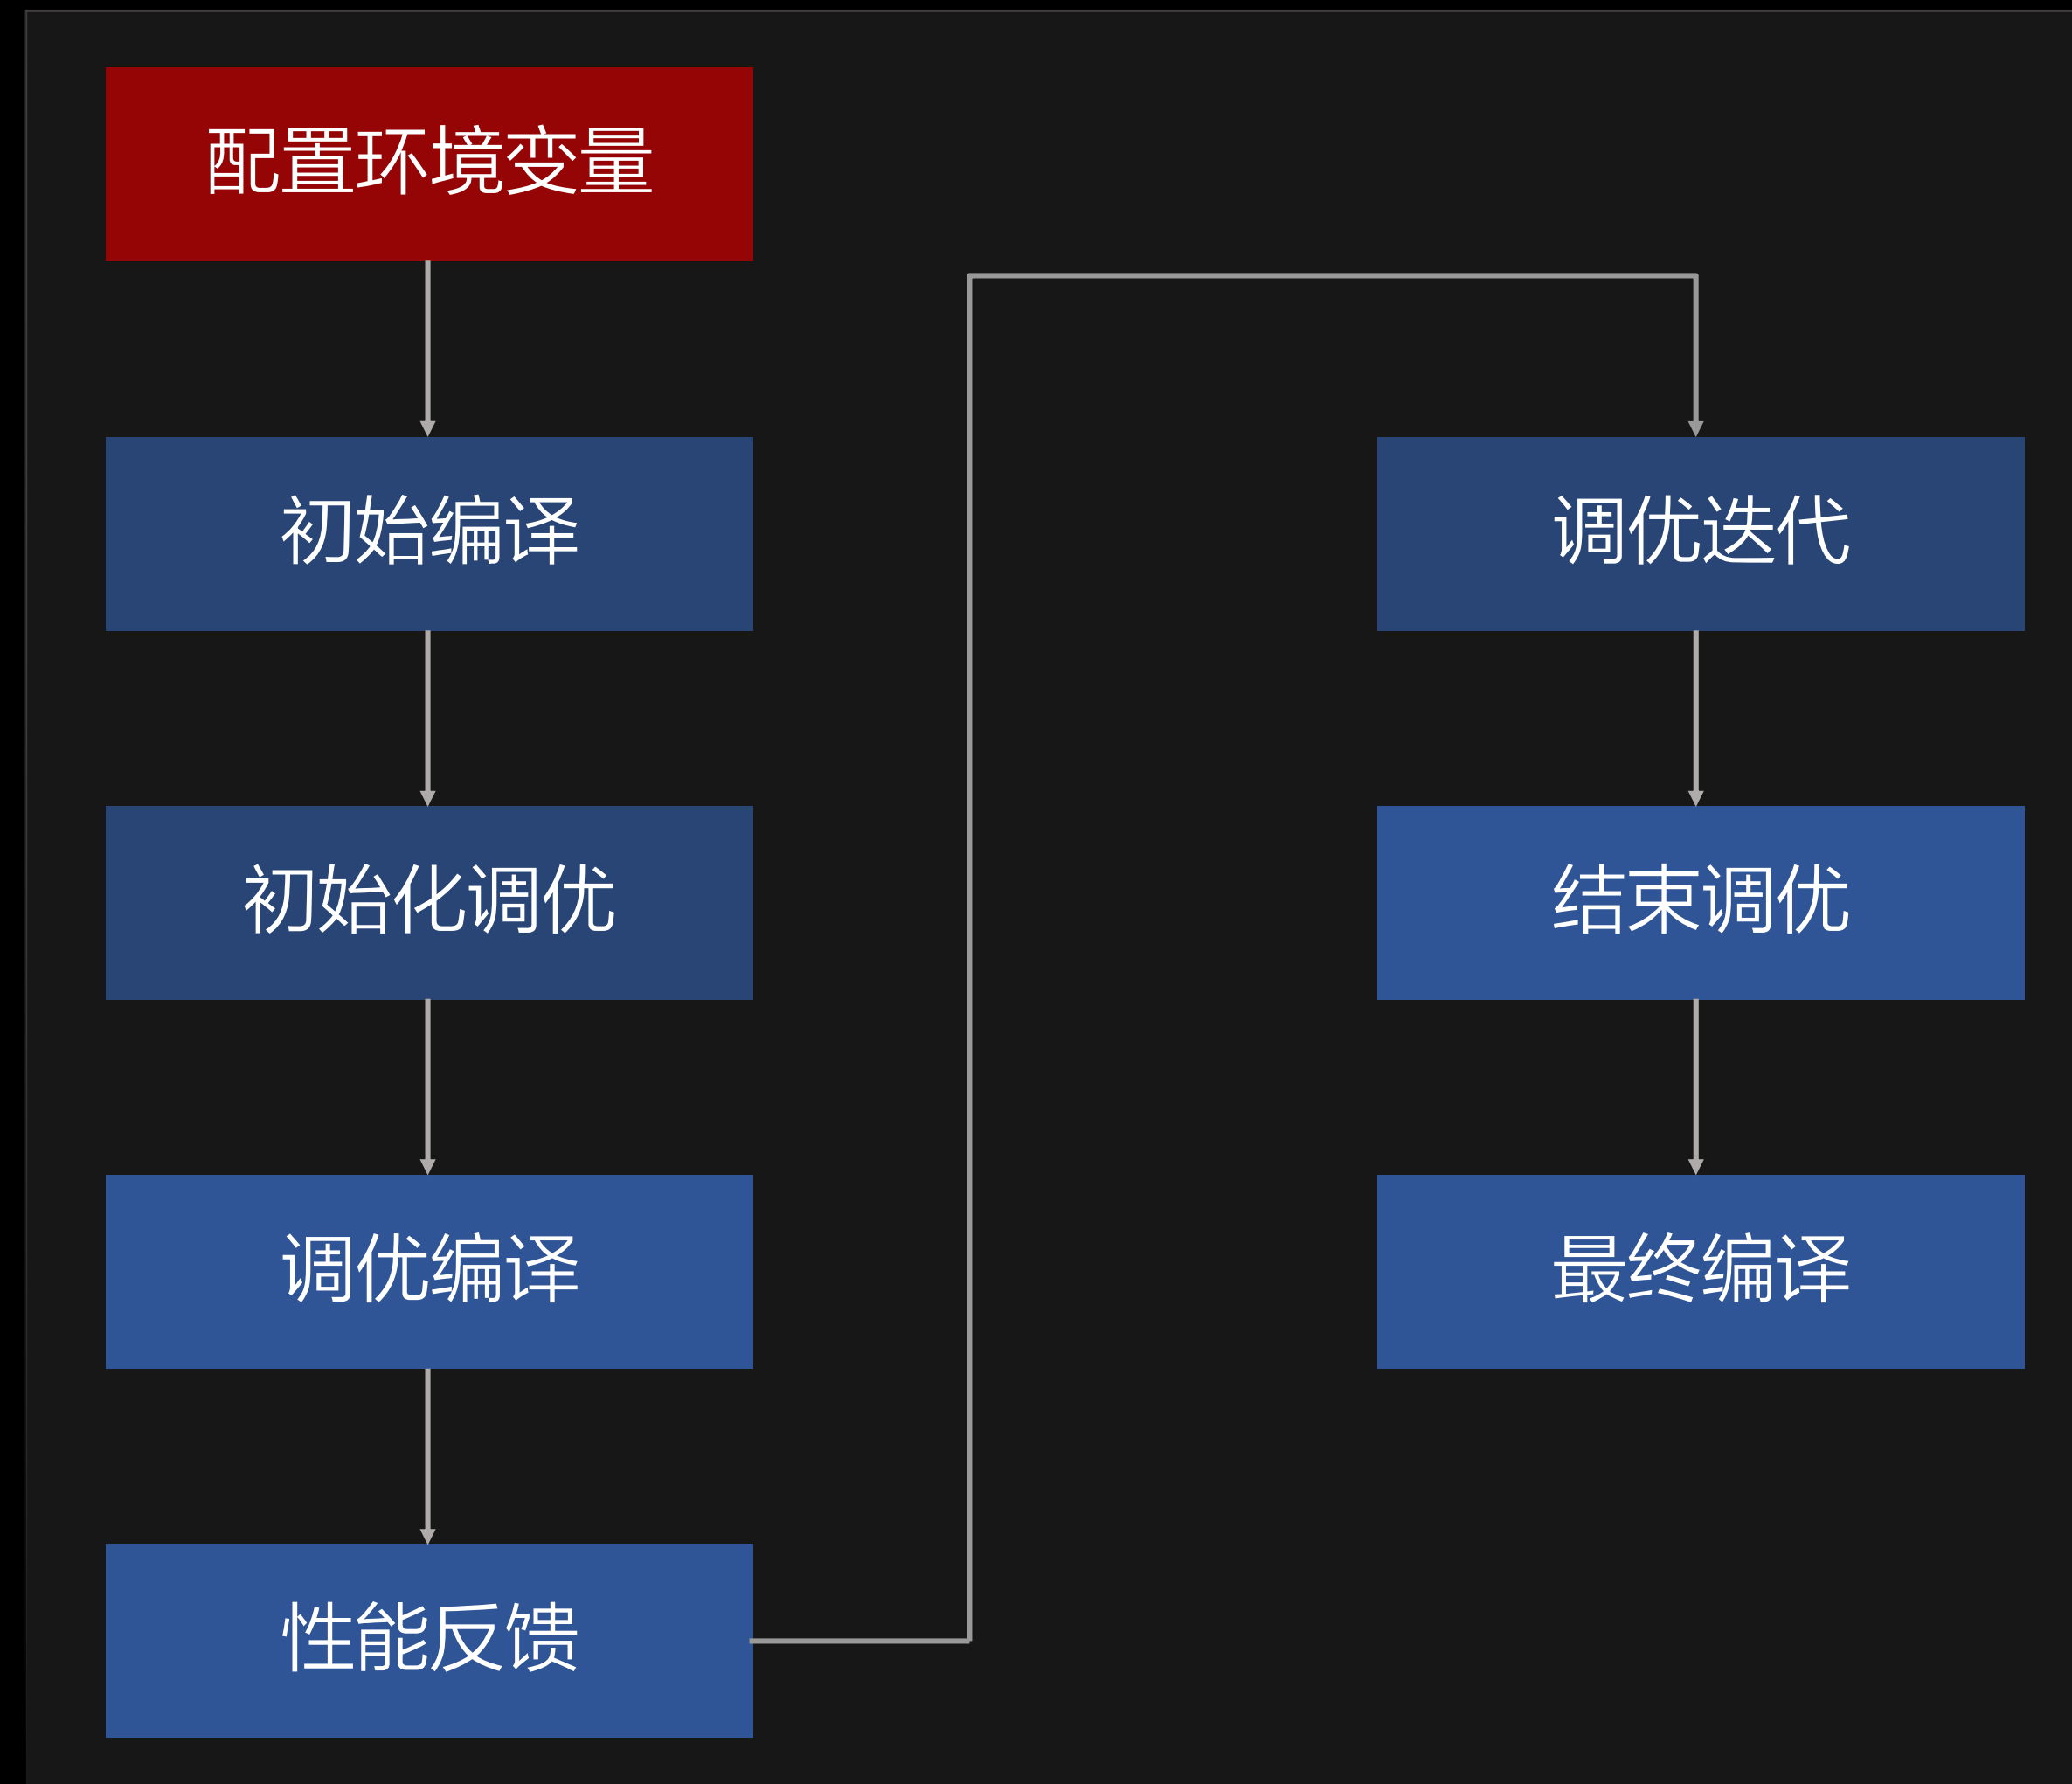 配置环境变量
初始编译
初始化调优
调优编译
性能反馈
调优迭代
结束调优
最终编译